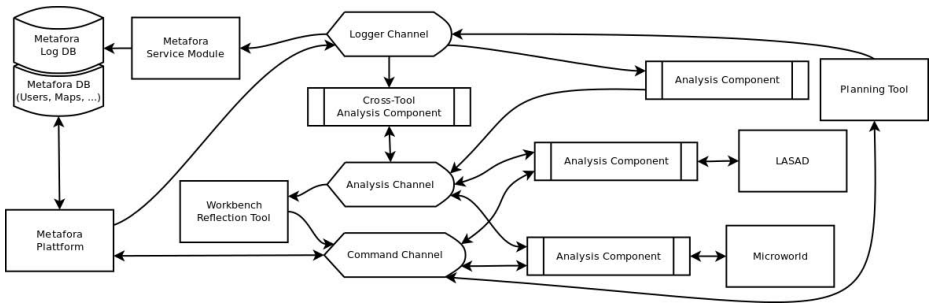 Metafora
Log DB
Metafora DB
(Users, Maps, ...)
Metafora
Service Module
Logger Channel
Cross-Tool
Analysis Component
Analysis Component
Planning Tool
Analysis Component
LASAD
Analysis Channel
Workbench
Reflection Tool
Metafora
Plattform
Command Channel
Analysis Component
Microworld